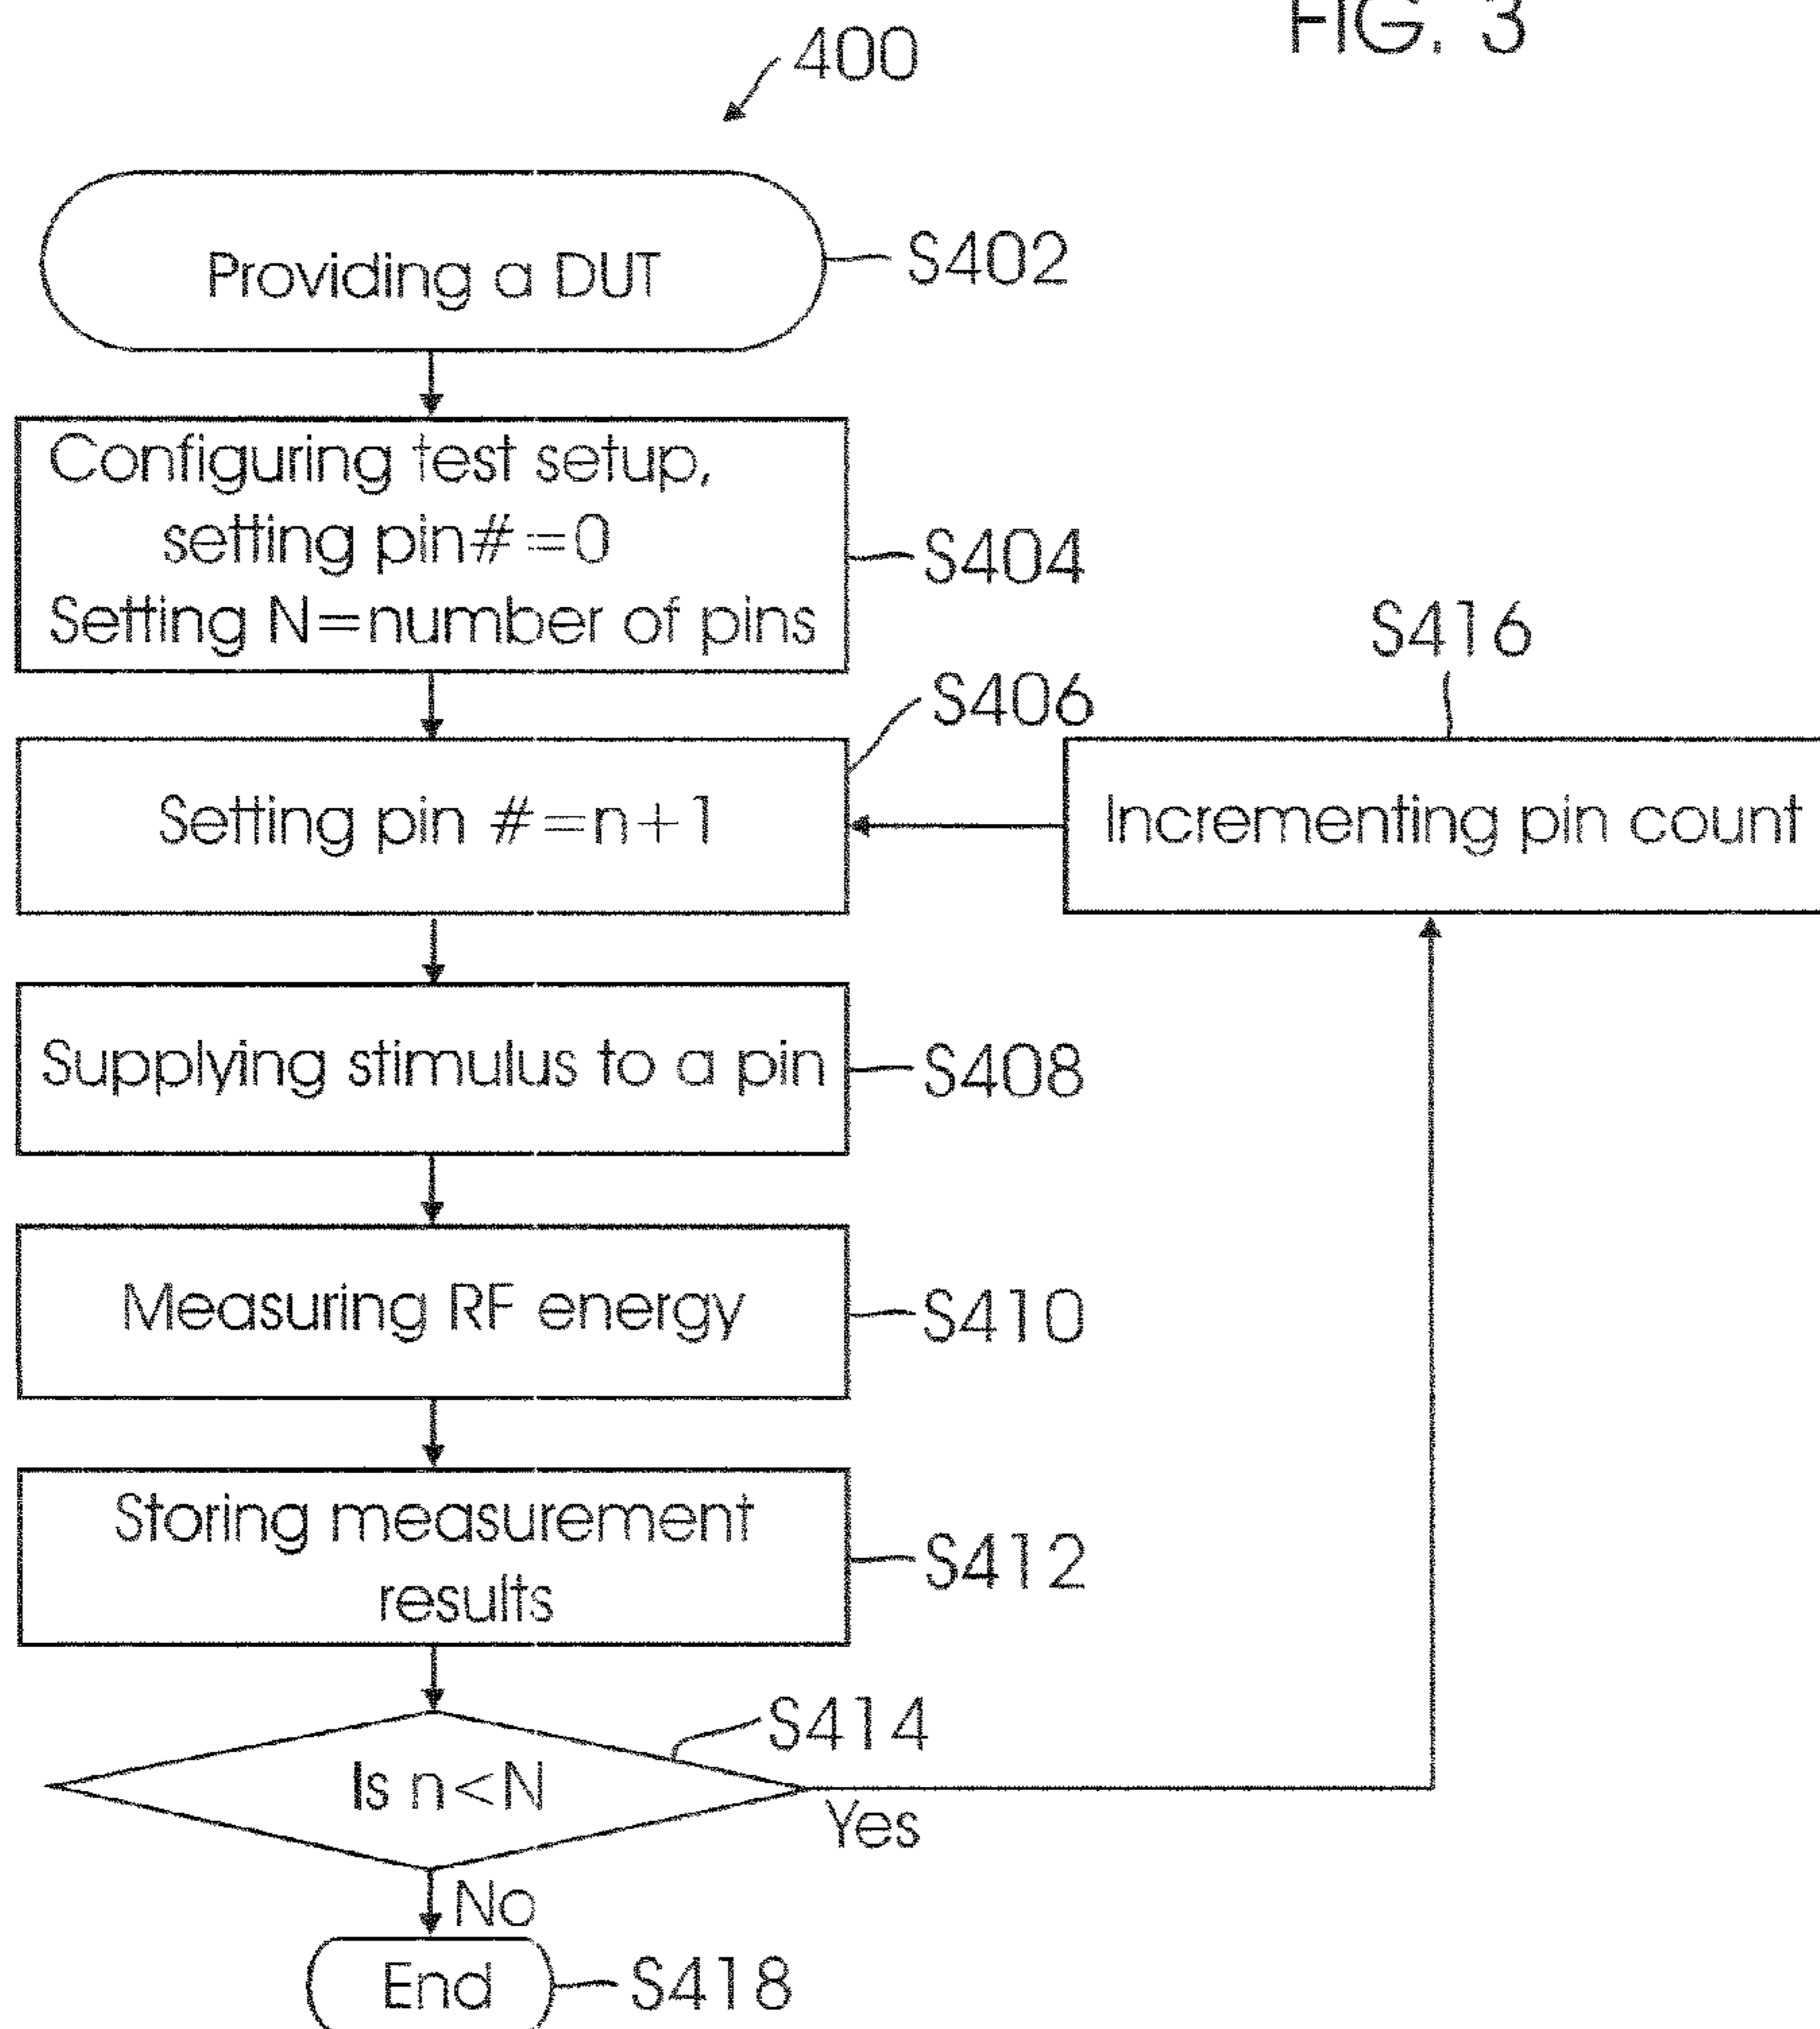 FIG. 3
400
Providing a DUT
S402
Configuring test setup,
setting pin#=0
Setting N=number of pins
S404
S416
S406
Setting pin #=n+1
Incrementing pin count
Supplying stimulus to a pin
S408
Measuring RF energy
S410
Storing measurement
results
S412
S414
Is n<N
Yes
No
End
S418